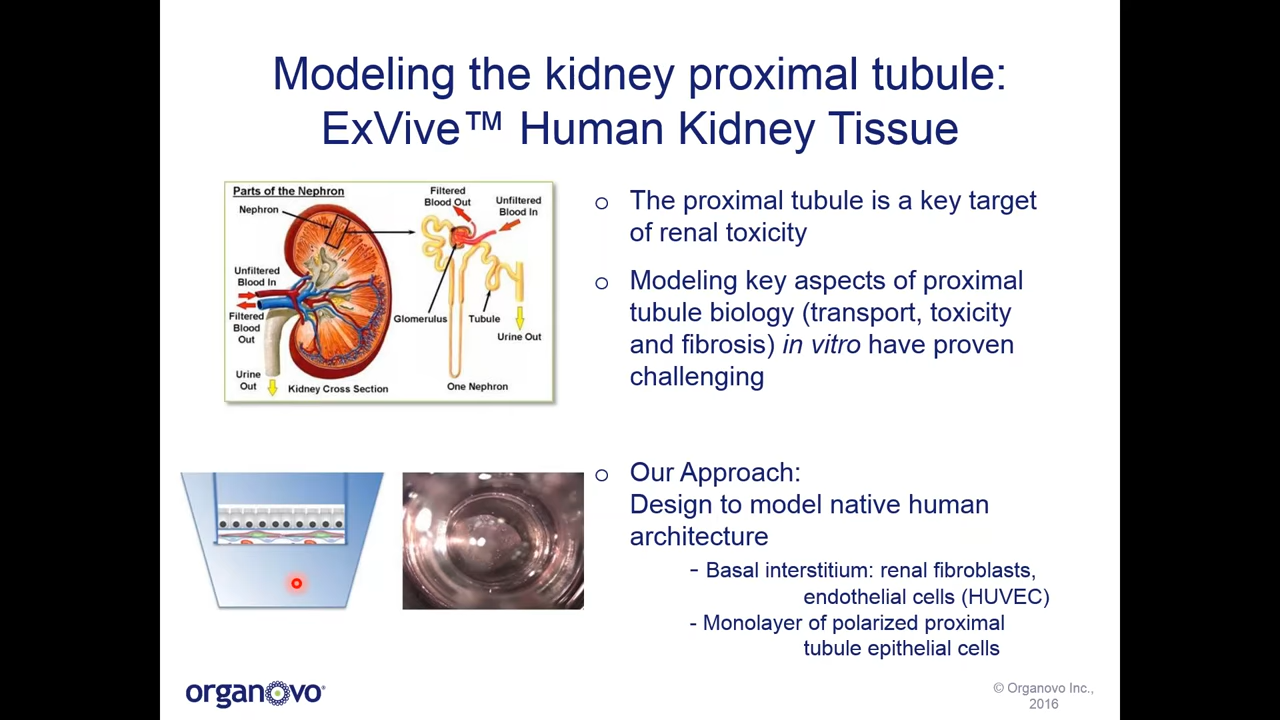 Modeling the kidney proximal tubule:
ExVive™ Human Kidney Tissue
Parts of the Nephron
Nephron
Unfiltered
Blood In
Filtered
Blood
Out
Urine
Out
Kidney Cross Section
Filtered
Blood Out
Unfiltered
Blood In
Glomerulus
Tubule
Urine Out
One Nephron
o The proximal tubule is a key target
of renal toxicity
o Modeling key aspects of proximal
tubule biology (transport, toxicity
and fibrosis) in vitro have proven
challenging
o Our Approach:
Design to model native human
architecture
- Basal interstitium: renal fibroblasts,
endothelial cells (HUVEC)
- Monolayer of polarized proximal
tubule epithelial cells
organovo®
© Organovo Inc.,
2016